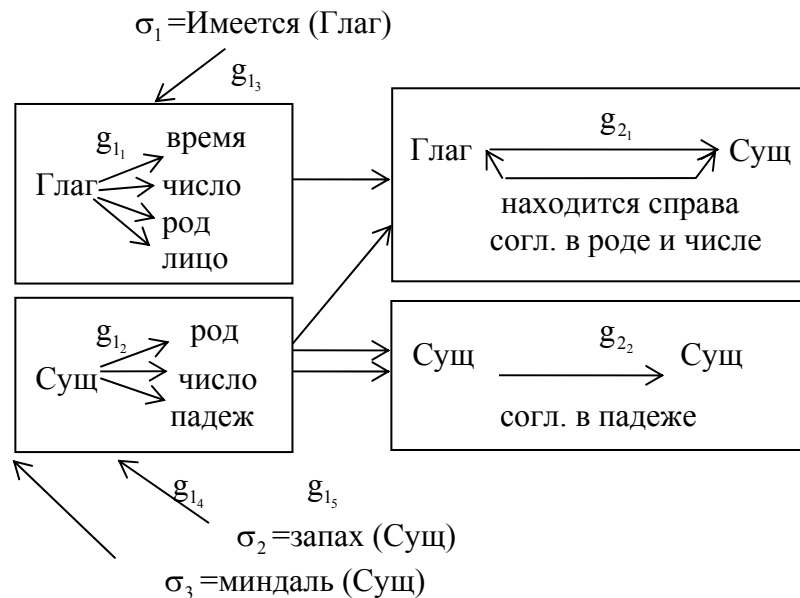 σ₁=Имеется (Глаг)
g₁₃
g₁₁ время
Глаг число
род
лицо
g₂₁
Глаг Сущ
находится справа
согл. в роде и числе
g₁₂ род
Сущ число
падеж
g₂₂
Сущ Сущ
согл. в падеже
g₁₄ g₁₅
σ₂=запах (Сущ)
σ₃=миндаль (Сущ)